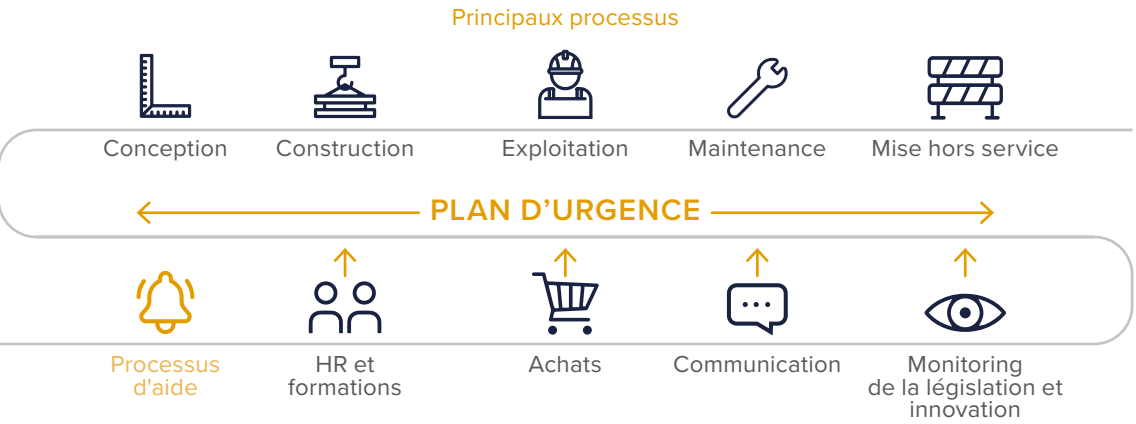 Principaux processus
Conception
Construction
Exploitation
Maintenance
Mise hors service
PLAN D’URGENCE
Processus
d'aide
HR et
formations
Achats
Communication
Monitoring
de la législation et
innovation